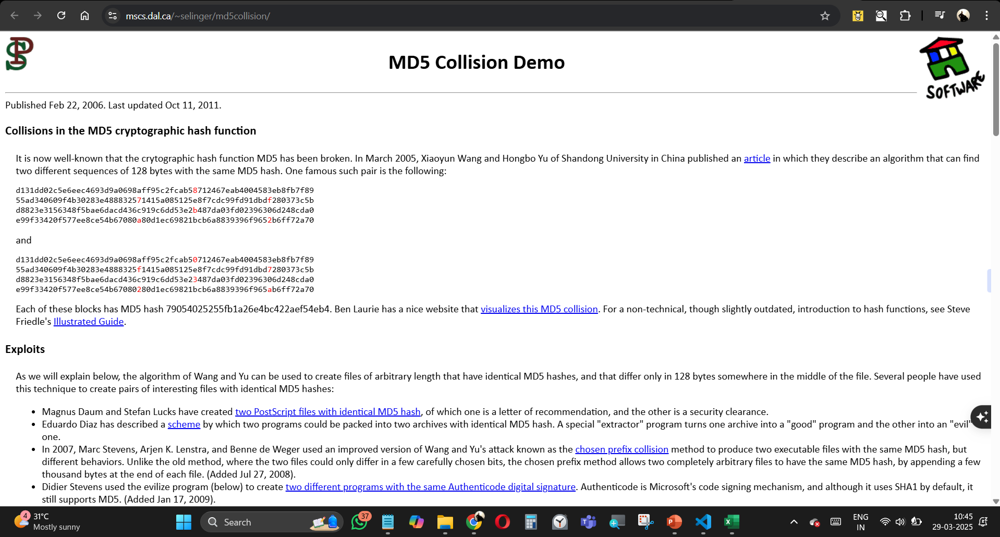 mscs.dal.ca/~selinger/md5collision/
MD5 Collision Demo
SOFTWARE
Published Feb 22, 2006. Last updated Oct 11, 2011.
Collisions in the MD5 cryptographic hash function
It is now well-known that the crytographic hash function MD5 has been broken. In March 2005, Xiaoyun Wang and Hongbo Yu of Shandong University in China published an article in which they describe an algorithm that can find
two different sequences of 128 bytes with the same MD5 hash. One famous such pair is the following:
d131dd02c5e6eec4693d9a0698aff95c2fcab58712467eab4004583eb8fb7f89
55ad340609f4b30283e488832571415a085125e8f7cdc99fd91dbdf280373c5b
d8823e3156348f5bae6dacd436c919c6dd53e2b487da03fd02396306d248cda0
e99f33420f577ee8ce54b67080a80d1ec69821bcb6a8839396f9652b6ff72a70
and
d131dd02c5e6eec4693d9a0698aff95c2fcab50712467eab4004583eb8fb7f89
55ad340609f4b30283e4888325f1415a085125e8f7cdc99fd91dbd7280373c5b
d8823e3156348f5bae6dacd436c919c6dd53e23487da03fd02396306d248cda0
e99f33420f577ee8ce54b67080280d1ec69821bcb6a8839396f965ab6ff72a70
Each of these blocks has MD5 hash 79054025255fb1a26e4bc422aef54eb4. Ben Laurie has a nice website that visualizes this MD5 collision. For a non-technical, though slightly outdated, introduction to hash functions, see Steve
Friedle's Illustrated Guide.
Exploits
As we will explain below, the algorithm of Wang and Yu can be used to create files of arbitrary length that have identical MD5 hashes, and that differ only in 128 bytes somewhere in the middle of the file. Several people have used
this technique to create pairs of interesting files with identical MD5 hashes:
• Magnus Daum and Stefan Lucks have created two PostScript files with identical MD5 hash, of which one is a letter of recommendation, and the other is a security clearance.
• Eduardo Diaz has described a scheme by which two programs could be packed into two archives with identical MD5 hash. A special "extractor" program turns one archive into a "good" program and the other into an "evil"
one.
• In 2007, Marc Stevens, Arjen K. Lenstra, and Benne de Weger used an improved version of Wang and Yu's attack known as the chosen prefix collision method to produce two executable files with the same MD5 hash, but
different behaviors. Unlike the old method, where the two files could only differ in a few carefully chosen bits, the chosen prefix method allows two completely arbitrary files to have the same MD5 hash, by appending a few
thousand bytes at the end of each file. (Added Jul 27, 2008).
• Didier Stevens used the evilize program (below) to create two different programs with the same Authenticode digital signature. Authenticode is Microsoft's code signing mechanism, and although it uses SHA1 by default, it
still supports MD5. (Added Jan 17, 2009).
4
31°C
Mostly sunny
Search
37
ENG
IN
10:45
29-03-2025